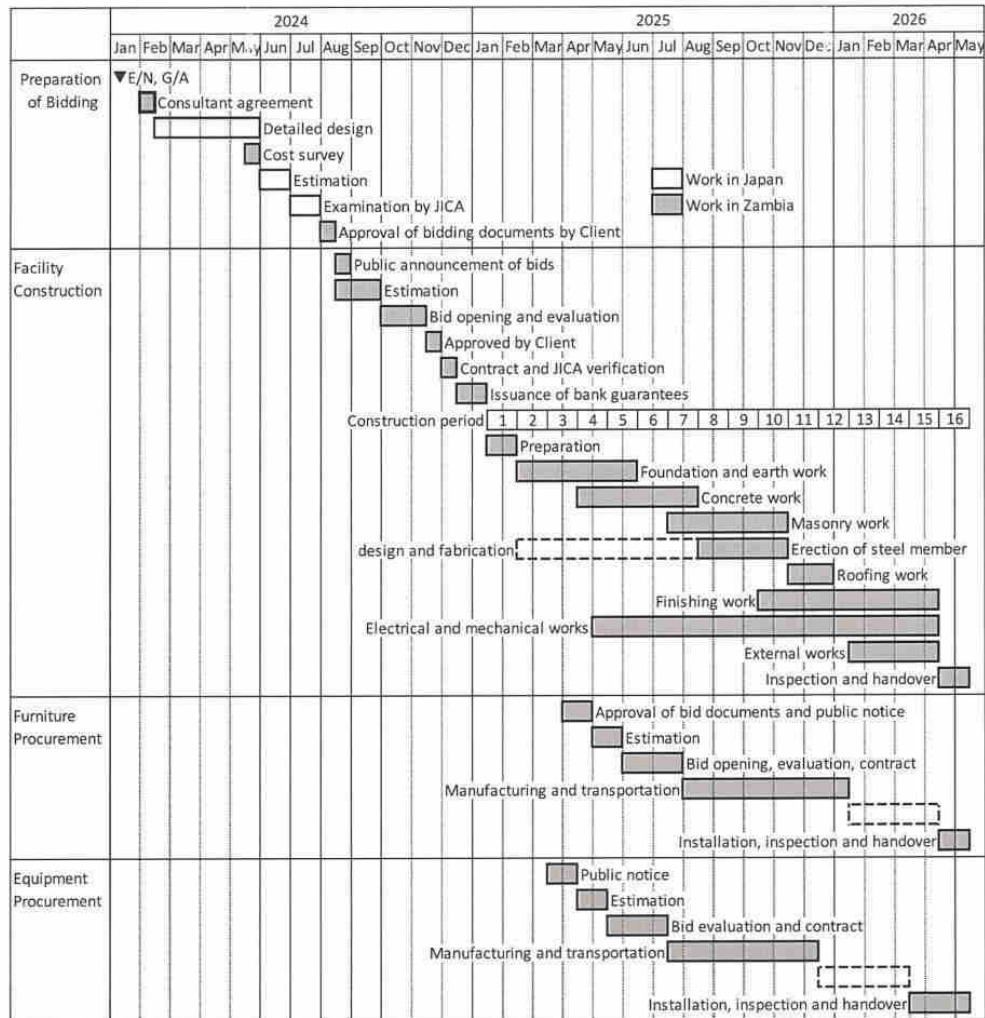 2024 2025 2026
Jan Feb Mar Apr May Jun Jul Aug Sep Oct Nov Dec Jan Feb Mar Apr May Jun Jul Aug Sep Oct Nov Dec Jan Feb Mar Apr May
Preparation
of Bidding
▼E/N, G/A
Consultant agreement
Detailed design
Cost survey
Estimation
Examination by JICA
Approval of bidding documents by Client
Work in Japan
Work in Zambia
Facility
Construction
Public announcement of bids
Estimation
Bid opening and evaluation
Approved by Client
Contract and JICA verification
Issuance of bank guarantees
Construction period 1 2 3 4 5 6 7 8 9 10 11 12 13 14 15 16
Preparation
Foundation and earth work
Concrete work
Masonry work
design and fabrication Erection of steel member
Roofing work
Finishing work
Electrical and mechanical works
External works
Inspection and handover
Furniture
Procurement
Approval of bid documents and public notice
Estimation
Bid opening, evaluation, contract
Manufacturing and transportation
Installation, inspection and handover
Equipment
Procurement
Public notice
Estimation
Bid evaluation and contract
Manufacturing and transportation
Installation, inspection and handover